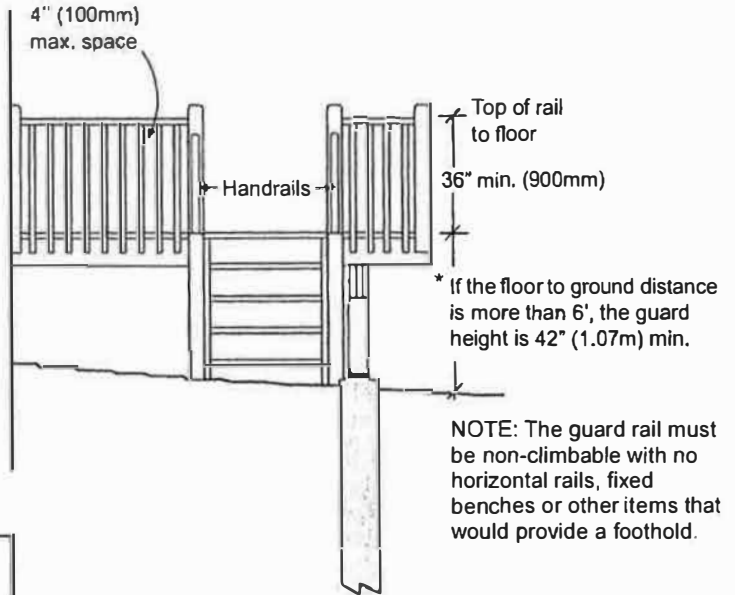 4" (100mm)
max. space
Top of rail
to floor
36" min. (900mm)
Handrails
* If the floor to ground distance
is more than 6', the guard
height is 42" (1.07m) min.
NOTE: The guard rail must
be non-climbable with no
horizontal rails, fixed
benches or other items that
would provide a foothold.